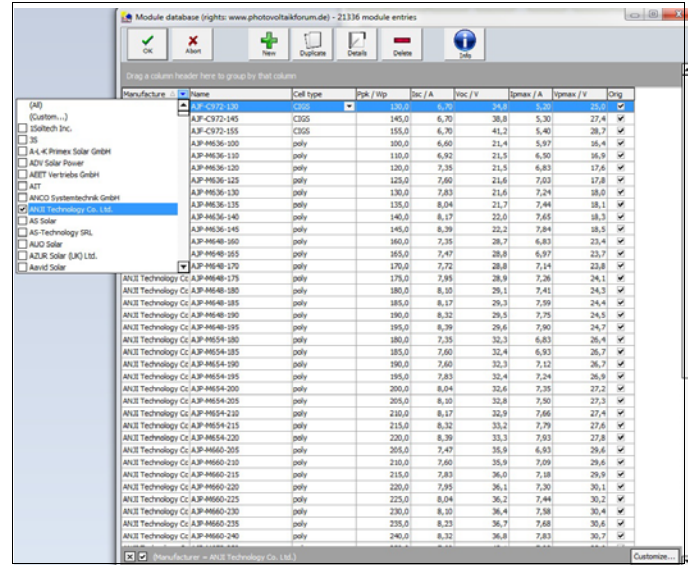 Module database (rights: www.photovoltaikforum.de) - 21336 module entries
OK Abort New Duplicate Details Delete Info
Drag a column header here to group by that column
Manufacture Name Cell type Ppk / Wp Isc / A Voc / V Ipmax / A Vpmax / V Orig
(All)
(Custom...)
1Soltech Inc.
3S
A-L-K Primex Solar GmbH
ADV Solar Power
AEET Vertriebs GmbH
AIT
ANCO Systemtechnik GmbH
ANJI Technology Co. Ltd.
AS Solar
AS-Technology SRL
AUO Solar
AZUR Solar (UK) Ltd.
Aavid Solar
AJF-C972-130 CIGS 130,0 6,70 34,8 5,20 25,0
AJF-C972-145 CIGS 145,0 6,70 38,8 5,30 27,4
AJF-C972-155 CIGS 155,0 6,70 41,2 5,40 28,7
AJP-M636-100 poly 100,0 6,60 21,4 5,97 16,4
AJP-M636-110 poly 110,0 6,92 21,5 6,50 16,9
AJP-M636-120 poly 120,0 7,35 21,5 6,83 17,6
AJP-M636-125 poly 125,0 7,60 21,6 7,03 17,8
AJP-M636-130 poly 130,0 7,83 21,6 7,24 18,0
AJP-M636-135 poly 135,0 8,04 21,7 7,44 18,1
AJP-M636-140 poly 140,0 8,17 22,0 7,65 18,3
AJP-M636-145 poly 145,0 8,39 22,2 7,84 18,5
AJP-M648-160 poly 160,0 7,35 28,7 6,83 23,4
AJP-M648-165 poly 165,0 7,47 28,8 6,97 23,7
AJP-M648-170 poly 170,0 7,72 28,8 7,14 23,8
ANJI Technology Cc AJP-M648-175 poly 175,0 7,95 28,9 7,26 24,1
ANJI Technology Cc AJP-M648-180 poly 180,0 8,10 29,1 7,41 24,3
ANJI Technology Cc AJP-M648-185 poly 185,0 8,17 29,3 7,59 24,4
ANJI Technology Cc AJP-M648-190 poly 190,0 8,32 29,5 7,75 24,5
ANJI Technology Cc AJP-M648-195 poly 195,0 8,39 29,6 7,90 24,7
ANJI Technology Cc AJP-M654-180 poly 180,0 7,35 32,3 6,83 26,4
ANJI Technology Cc AJP-M654-185 poly 185,0 7,60 32,4 6,93 26,7
ANJI Technology Cc AJP-M654-190 poly 190,0 7,60 32,3 7,12 26,7
ANJI Technology Cc AJP-M654-195 poly 195,0 7,83 32,4 7,24 26,9
ANJI Technology Cc AJP-M654-200 poly 200,0 8,04 32,6 7,35 27,2
ANJI Technology Cc AJP-M654-205 poly 205,0 8,10 32,8 7,50 27,3
ANJI Technology Cc AJP-M654-210 poly 210,0 8,17 32,9 7,66 27,4
ANJI Technology Cc AJP-M654-215 poly 215,0 8,32 33,2 7,79 27,6
ANJI Technology Cc AJP-M654-220 poly 220,0 8,39 33,3 7,93 27,8
ANJI Technology Cc AJP-M660-205 poly 205,0 7,47 35,9 6,93 29,6
ANJI Technology Cc AJP-M660-210 poly 210,0 7,60 35,9 7,09 29,6
ANJI Technology Cc AJP-M660-215 poly 215,0 7,83 36,0 7,18 29,9
ANJI Technology Cc AJP-M660-220 poly 220,0 7,95 36,1 7,30 30,1
ANJI Technology Cc AJP-M660-225 poly 225,0 8,04 36,2 7,44 30,2
ANJI Technology Cc AJP-M660-230 poly 230,0 8,10 36,4 7,58 30,4
ANJI Technology Cc AJP-M660-235 poly 235,0 8,23 36,7 7,68 30,6
ANJI Technology Cc AJP-M660-240 poly 240,0 8,32 36,8 7,83 30,7
(Manufacturer = ANJI Technology Co. Ltd.) Customize...